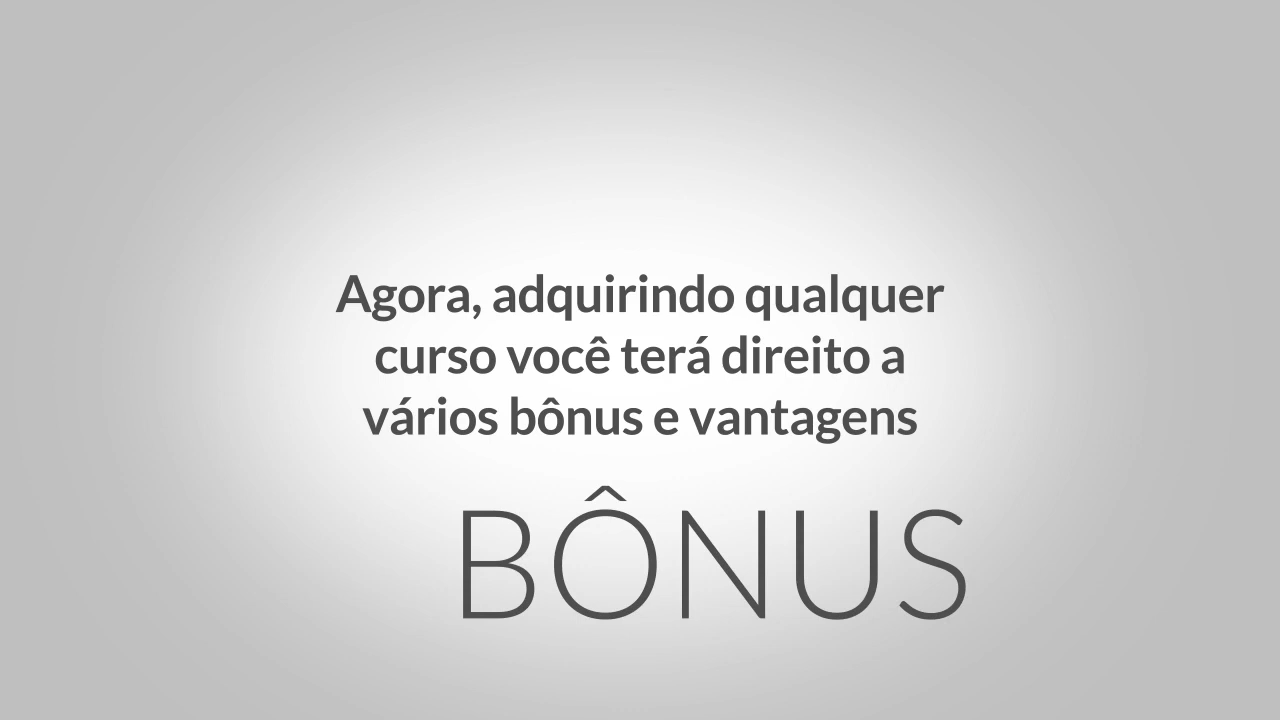 Agora, adquirindo qualquer
curso você terá direito a
vários bônus e vantagens
BÔNUS